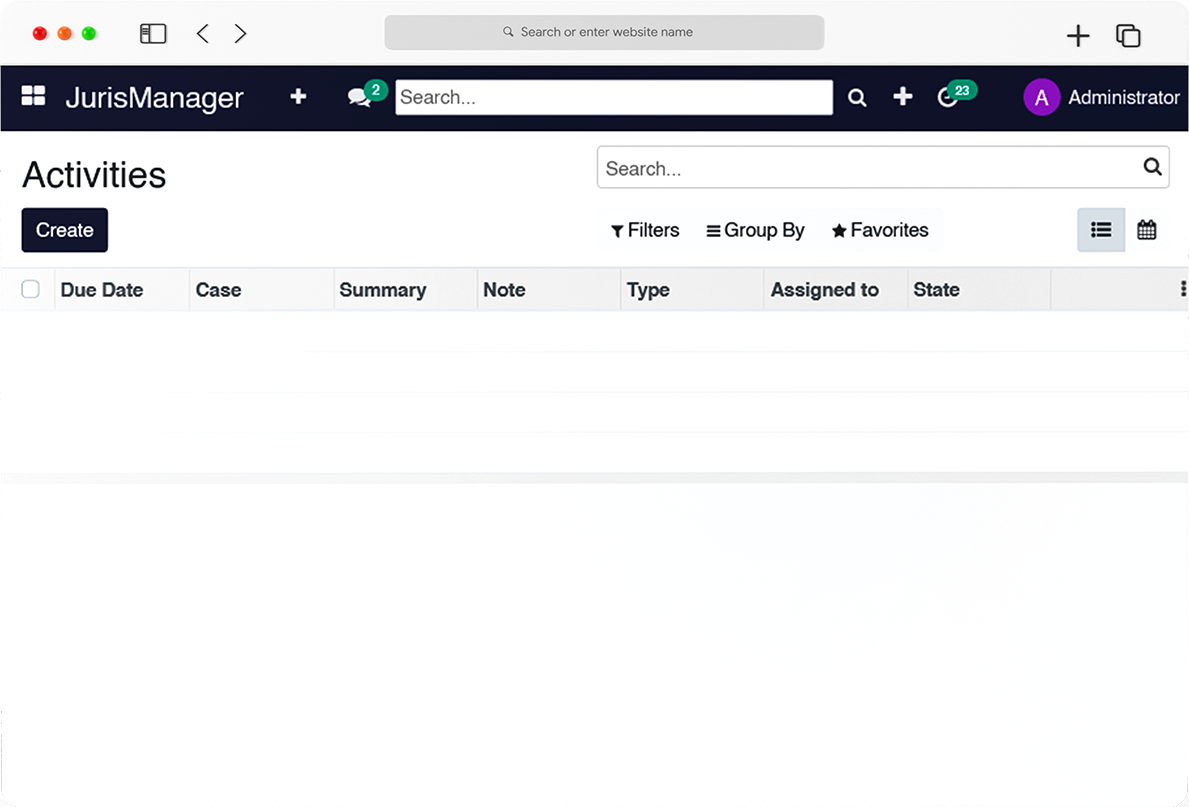 Search or enter website name
JurisManager 2 Search... 23 A Administrator
Activities Search...
Create Filters Group By Favorites
Due Date Case Summary Note Type Assigned to State